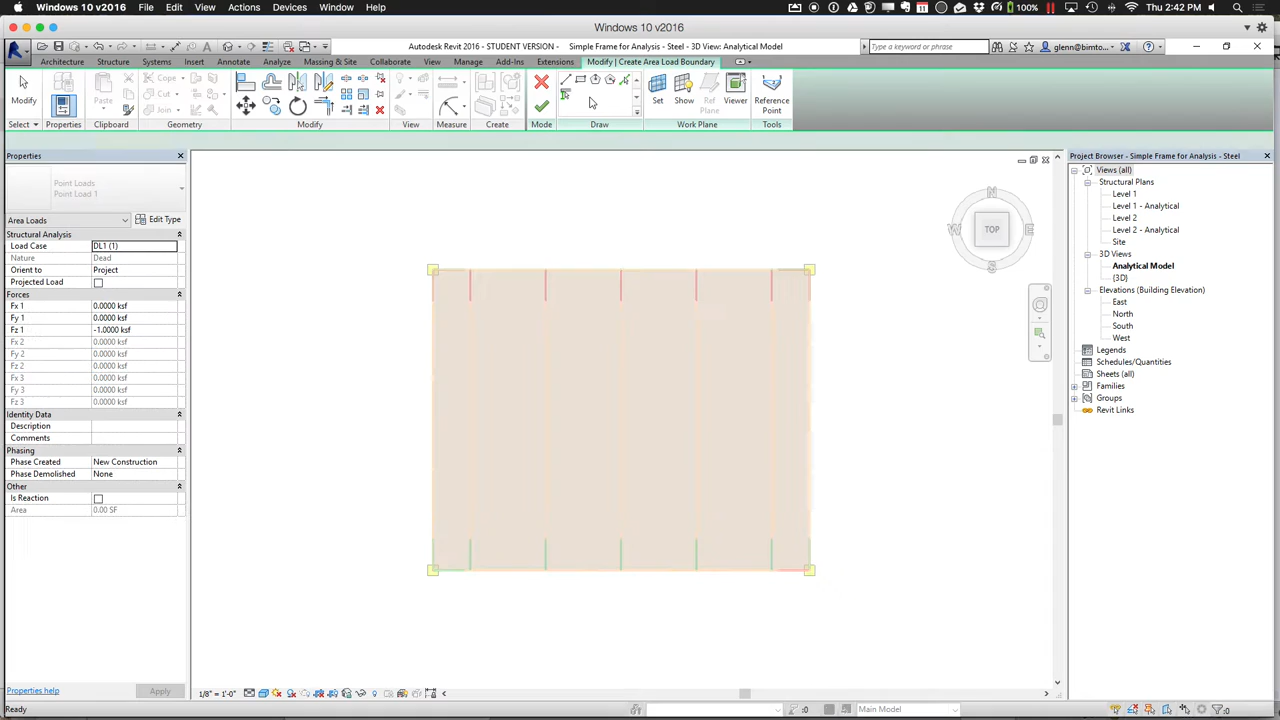 Actions Devices Window Help
File Edit View
100% Thu 2:42 PM
Windows 10 v2016
Autodesk Revit 2016 - STUDENT VERSION - Simple Frame for Analysis - Steel - 3D View: Analytical Model
Type a keyword or phrase
glenn@bimto...
Architecture Structure Systems Insert Annotate Analyze Massing & Site Collaborate View Manage Add-Ins Extensions Modify | Create Area Load Boundary
Modify
Properties
Paste
Cope
Cut
Join
Set Show Ref Plane Viewer Reference Point
Select Properties Clipboard Geometry Modify View Measure Create Mode Draw Work Plane Tools
Properties
Point Loads
Point Load 1
Area Loads Edit Type
Structural Analysis
Load Case DL1 (1)
Nature Dead
Orient to Project
Projected Load
Forces
Fx 1 0.0000 ksf
Fy 1 0.0000 ksf
Fz 1 -1.0000 ksf
Fx 2 0.0000 ksf
Fy 2 0.0000 ksf
Fz 2 0.0000 ksf
Fx 3 0.0000 ksf
Fy 3 0.0000 ksf
Fz 3 0.0000 ksf
Identity Data
Description
Comments
Phasing
Phase Created New Construction
Phase Demolished None
Other
Is Reaction
Area 0.00 SF
Properties help Apply
N
W TOP E
S
Project Browser - Simple Frame for Analysis - Steel
Views (all)
Structural Plans
Level 1
Level 1 - Analytical
Level 2
Level 2 - Analytical
Site
3D Views
Analytical Model
{3D}
Elevations (Building Elevation)
East
North
South
West
Legends
Schedules/Quantities
Sheets (all)
Families
Groups
Revit Links
1/8" = 1'-0"
Ready
:0 Main Model :0